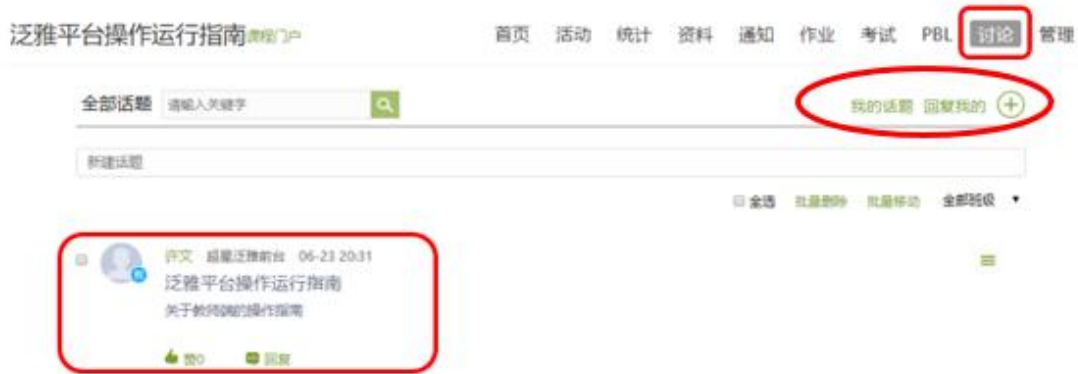 泛雅平台操作运行指南 课程门户 首页 活动 统计 资料 通知 作业 考试 PBL 讨论 管理
全部话题 请输入关键字 我的话题 回复我的
新建话题
全选 批量删除 批量移动 全部班级
许文 超星泛雅前台 06-23 20:31
泛雅平台操作运行指南
关于教师端的操作指南
赞0 回复